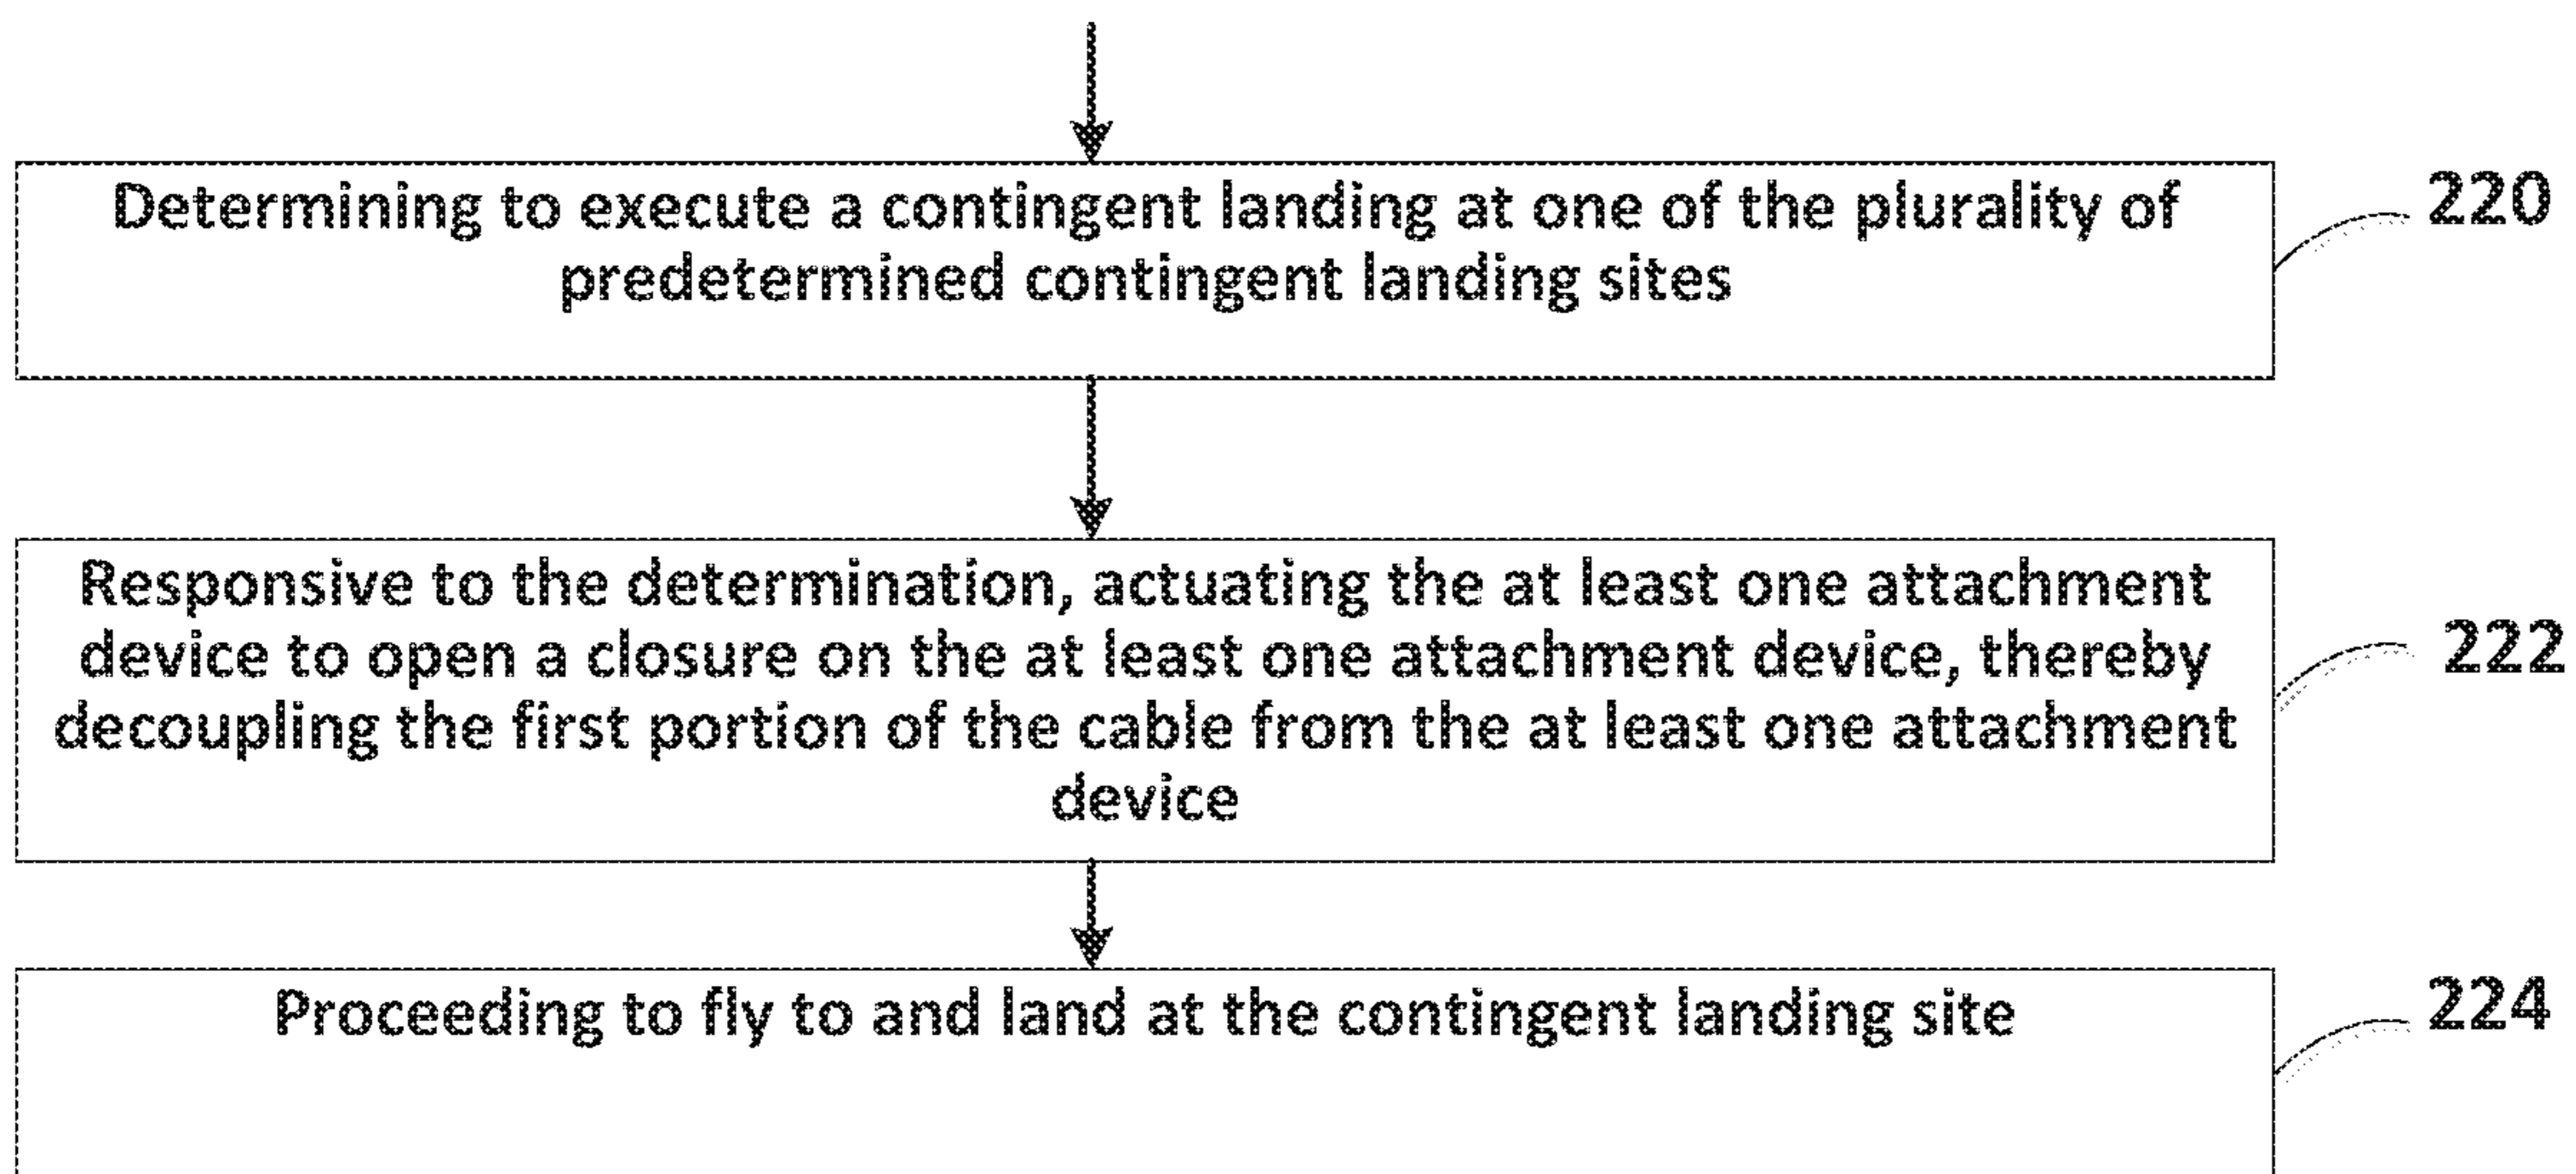 Determining to execute a contingent landing at one of the plurality of
predetermined contingent landing sites
220
Responsive to the determination, actuating the at least one attachment
device to open a closure on the at least one attachment device, thereby
decoupling the first portion of the cable from the at least one attachment
device
222
Proceeding to fly to and land at the contingent landing site
224